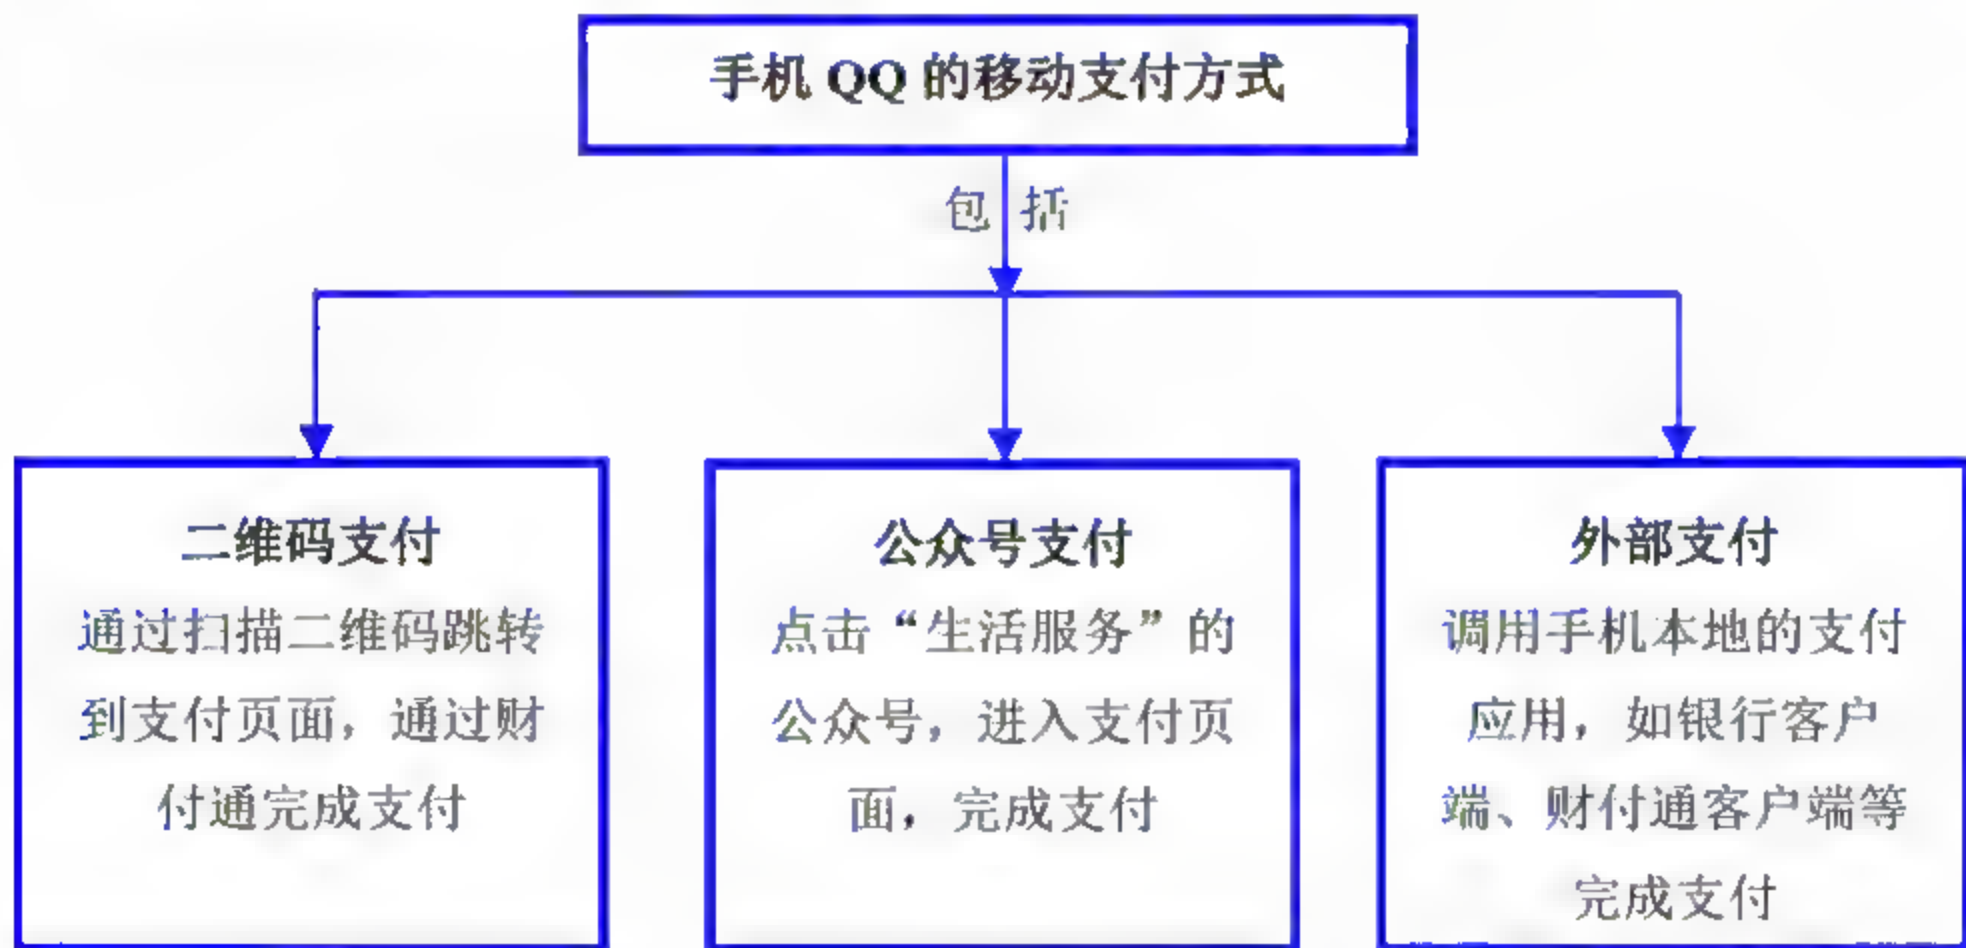 手机 QQ 的移动支付方式
包 括
二维码支付
通过扫描二维码跳转
到支付页面，通过财
付通完成支付
公众号支付
点击“生活服务”的
公众号，进入支付页
面，完成支付
外部支付
调用手机本地的支付
应用，如银行客户
端、财付通客户端等
完成支付